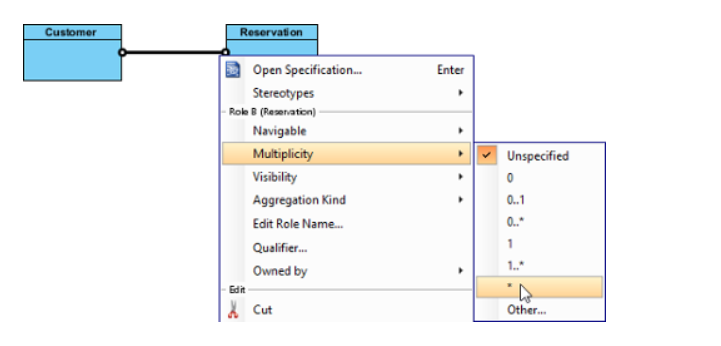 Customer
Reservation
Open Specification... Enter
Stereotypes
Role B (Reservation)
Navigable
Multiplicity
Visibility
Aggregation Kind
Edit Role Name...
Qualifier...
Owned by
Edit
Cut
Unspecified
0
0..1
0..*
1
1..*
*
Other...